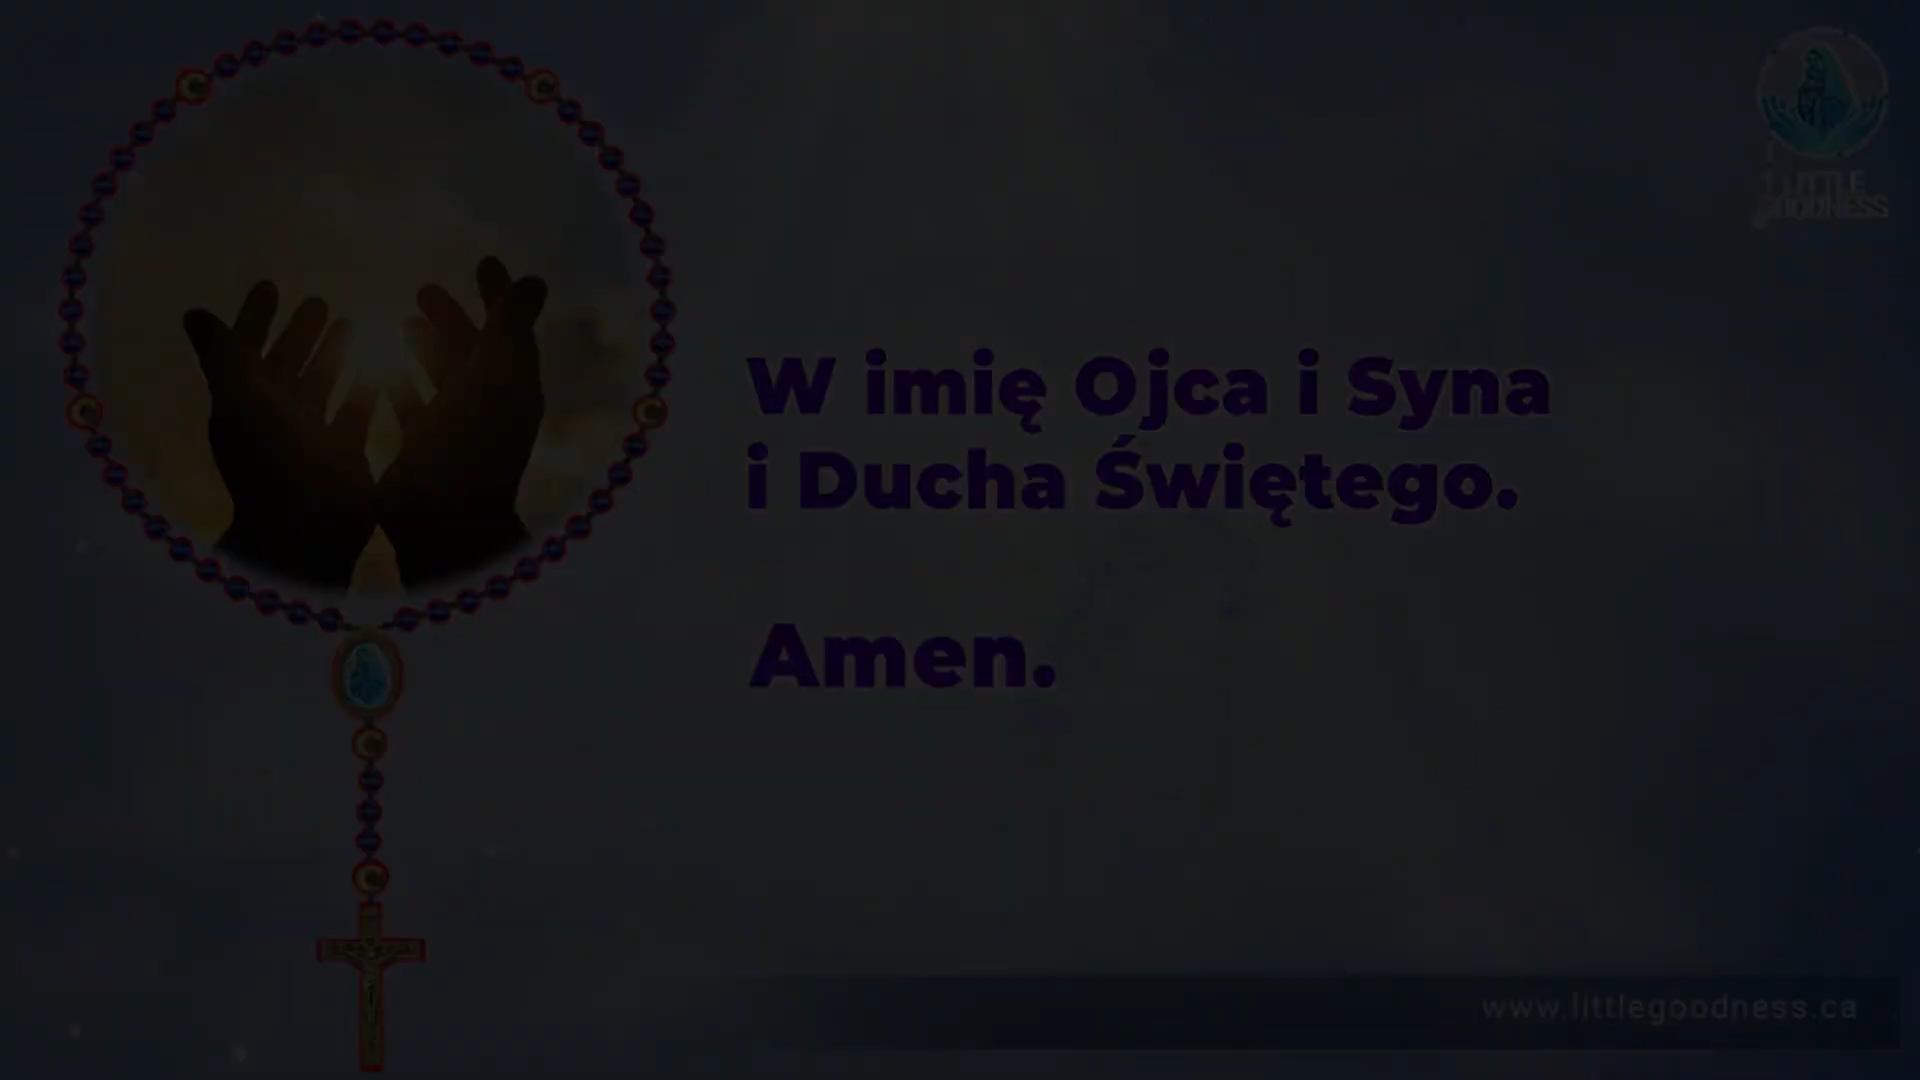 W imię Ojca i Syna
i Ducha Świętego.
Amen.
LITTLE
GOODNESS
www.littlegoodness.ca